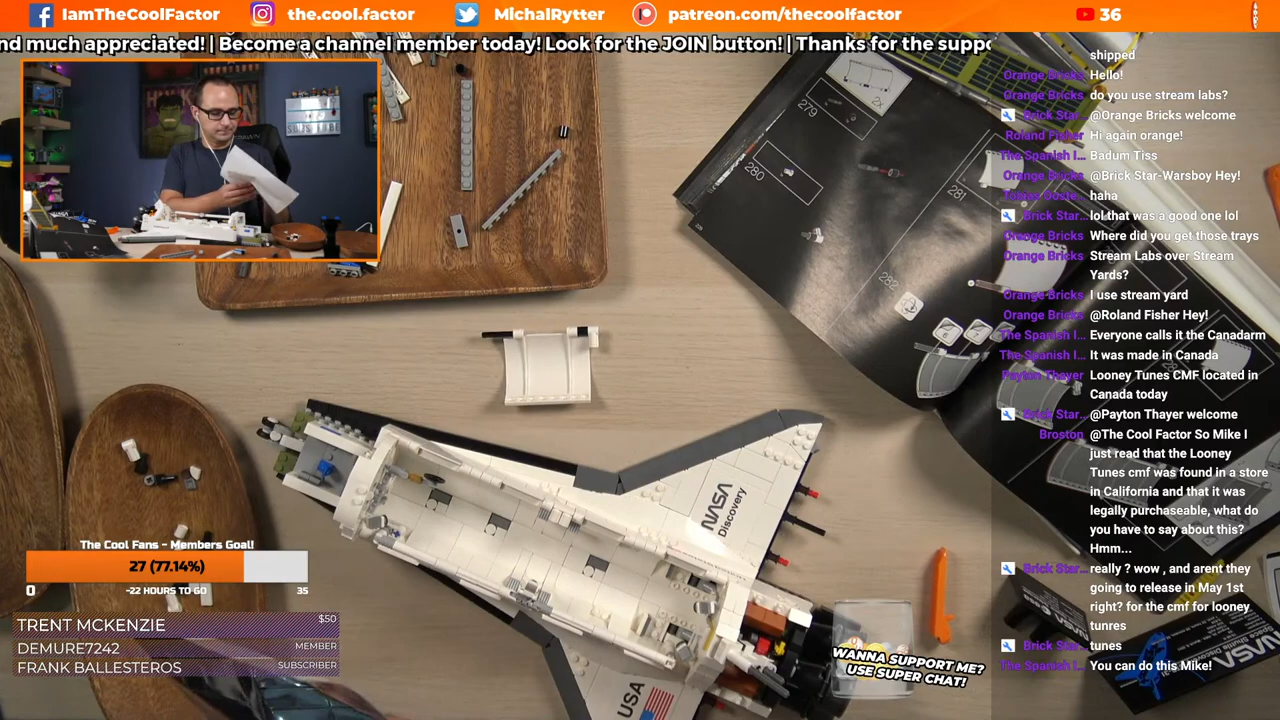 IamTheCoolFactor
the.cool.factor
MichalRytter
patreon.com/thecoolfactor
36
nd much appreciated! | Become a channel member today! Look for the JOIN button! | Thanks for the suppo
shipped
Orange Bricks Hello!
Orange Bricks do you use stream labs?
Brick Star... @Orange Bricks welcome
Roland Fisher Hi again orange!
The Spanish I... Badum Tiss
Orange Bricks @Brick Star-Warsboy Hey!
haha
Brick Star... lol that was a good one lol
Orange Bricks Where did you get those trays
Orange Bricks Stream Labs over Stream
Yards?
Orange Bricks I use stream yard
Orange Bricks @Roland Fisher Hey!
The Spanish I... Everyone calls it the Canadarm
The Spanish I... It was made in Canada
Payton Thayer Looney Tunes CMF located in
Canada today
Brick Star... @Payton Thayer welcome
Broston @The Cool Factor So Mike I
just read that the Looney
Tunes cmf was found in a store
in California and that it was
legally purchaseable, what do
you have to say about this?
Hmm...
Brick Star... really ? wow , and arent they
going to release in May 1st
right? for the cmf for looney
tunres
Brick Star... tunes
The Spanish I... You can do this Mike!
279
2x
280
281
282
NASA
Discovery
USA
The Cool Fans - Members Goal!
27 (77.14%)
0
-22 HOURS TO GO
35
TRENT MCKENZIE $50
DEMURE7242 MEMBER
FRANK BALLESTEROS SUBSCRIBER
WANNA SUPPORT ME?
USE SUPER CHAT!
NASA